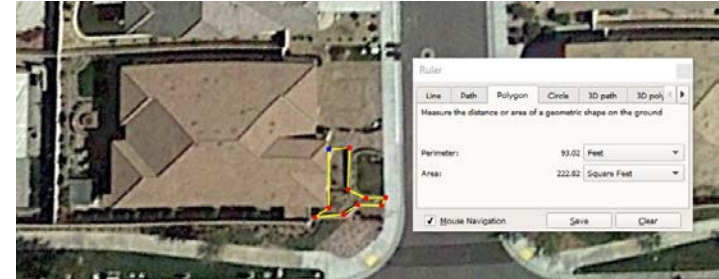 Ruler
Line Path Polygon Circle 3D path 3D poly
Measure the distance or area of a geometric shape on the ground
Perimeter: 93.02 Feet
Area: 222.82 Square Feet
Mouse Navigation Save Clear